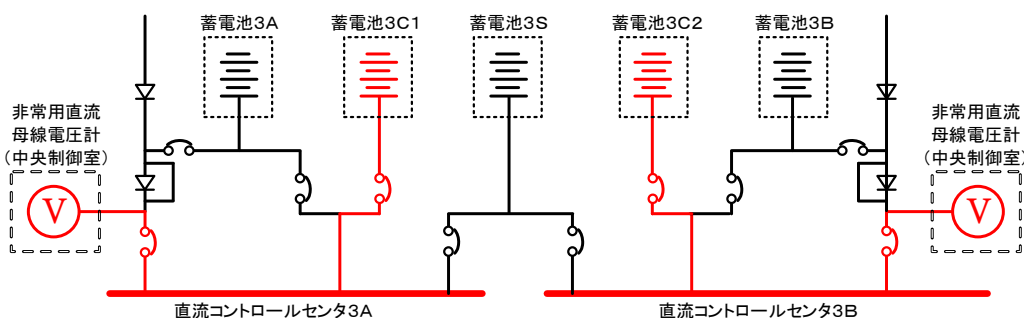 蓄電池3A
蓄電池3C1
蓄電池3S
蓄電池3C2
蓄電池3B
非常用直流
母線電圧計
(中央制御室)
V
非常用直流
母線電圧計
(中央制御室)
V
直流コントロールセンタ3A
直流コントロールセンタ3B